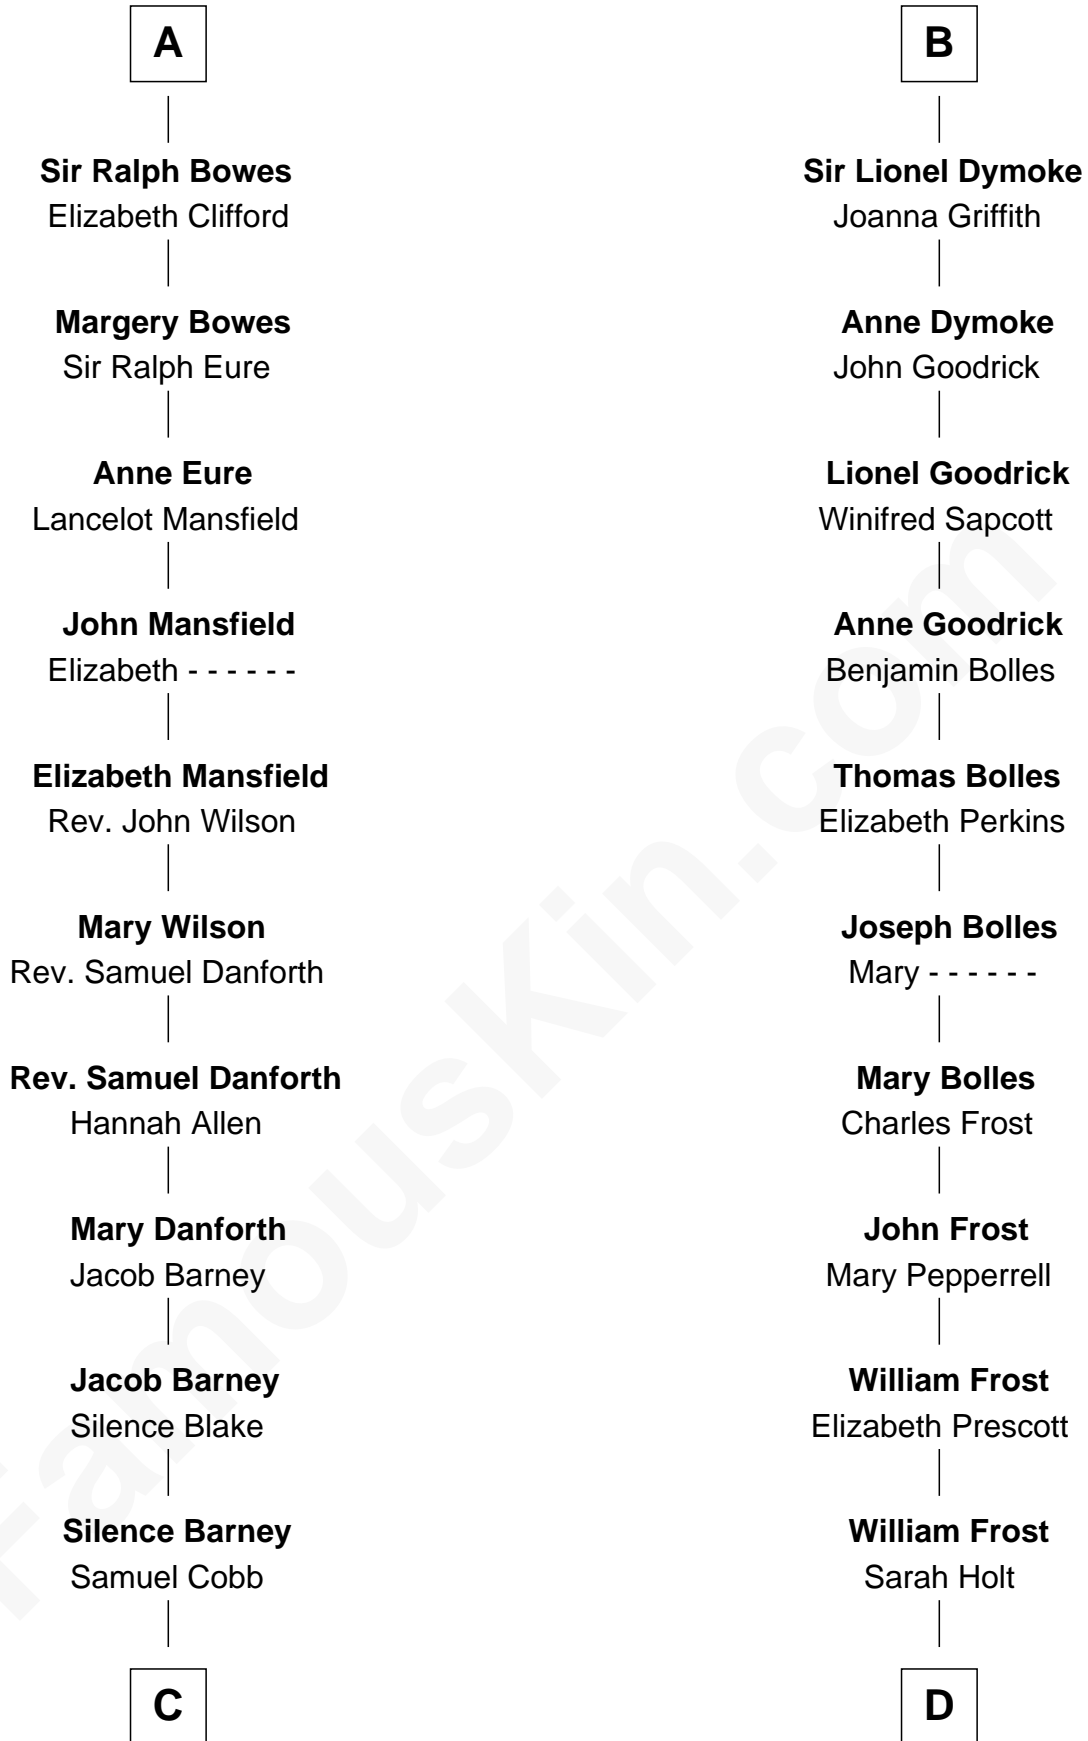 A
Sir Ralph Bowes
Elizabeth Clifford
Margery Bowes
Sir Ralph Eure
Anne Eure
Lancelot Mansfield
John Mansfield
Elizabeth - - - - - -
Elizabeth Mansfield
Rev. John Wilson
Mary Wilson
Rev. Samuel Danforth
Rev. Samuel Danforth
Hannah Allen
Mary Danforth
Jacob Barney
Jacob Barney
Silence Blake
Silence Barney
Samuel Cobb
C
B
Sir Lionel Dymoke
Joanna Griffith
Anne Dymoke
John Goodrick
Lionel Goodrick
Winifred Sapcott
Anne Goodrick
Benjamin Bolles
Thomas Bolles
Elizabeth Perkins
Joseph Bolles
Mary - - - - - -
Mary Bolles
Charles Frost
John Frost
Mary Pepperrell
William Frost
Elizabeth Prescott
William Frost
Sarah Holt
D
FamousKin.com